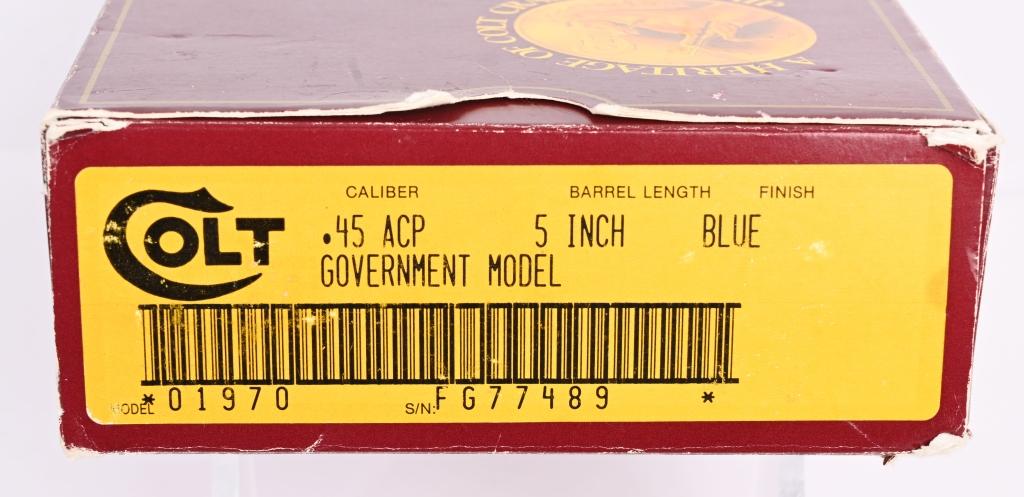 A HERITAGE OF COLT
COLT
CALIBER BARREL LENGTH FINISH
.45 ACP 5 INCH BLUE
GOVERNMENT MODEL
MODEL *01970 S/N: FG77489 *